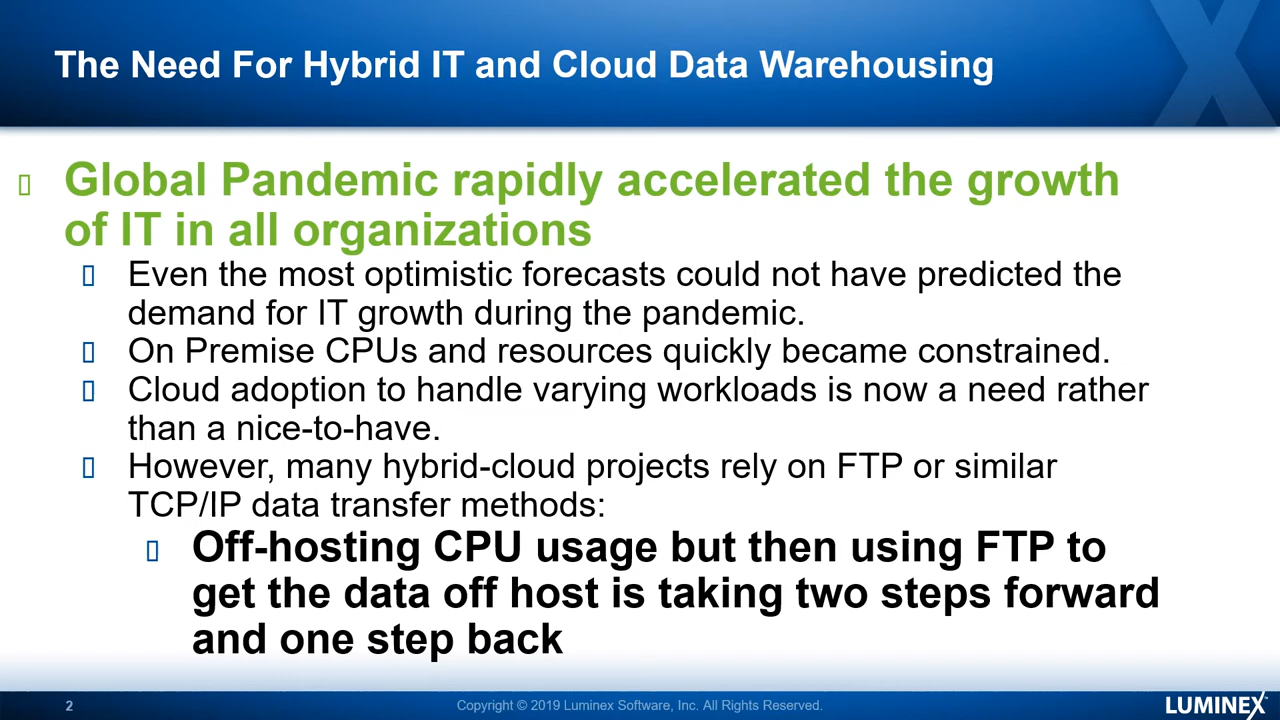 The Need For Hybrid IT and Cloud Data Warehousing
Global Pandemic rapidly accelerated the growth
of IT in all organizations
Even the most optimistic forecasts could not have predicted the
demand for IT growth during the pandemic.
On Premise CPUs and resources quickly became constrained.
Cloud adoption to handle varying workloads is now a need rather
than a nice-to-have.
However, many hybrid-cloud projects rely on FTP or similar
TCP/IP data transfer methods:
Off-hosting CPU usage but then using FTP to
get the data off host is taking two steps forward
and one step back
2
Copyright © 2019 Luminex Software, Inc. All Rights Reserved.
LUMINEX™